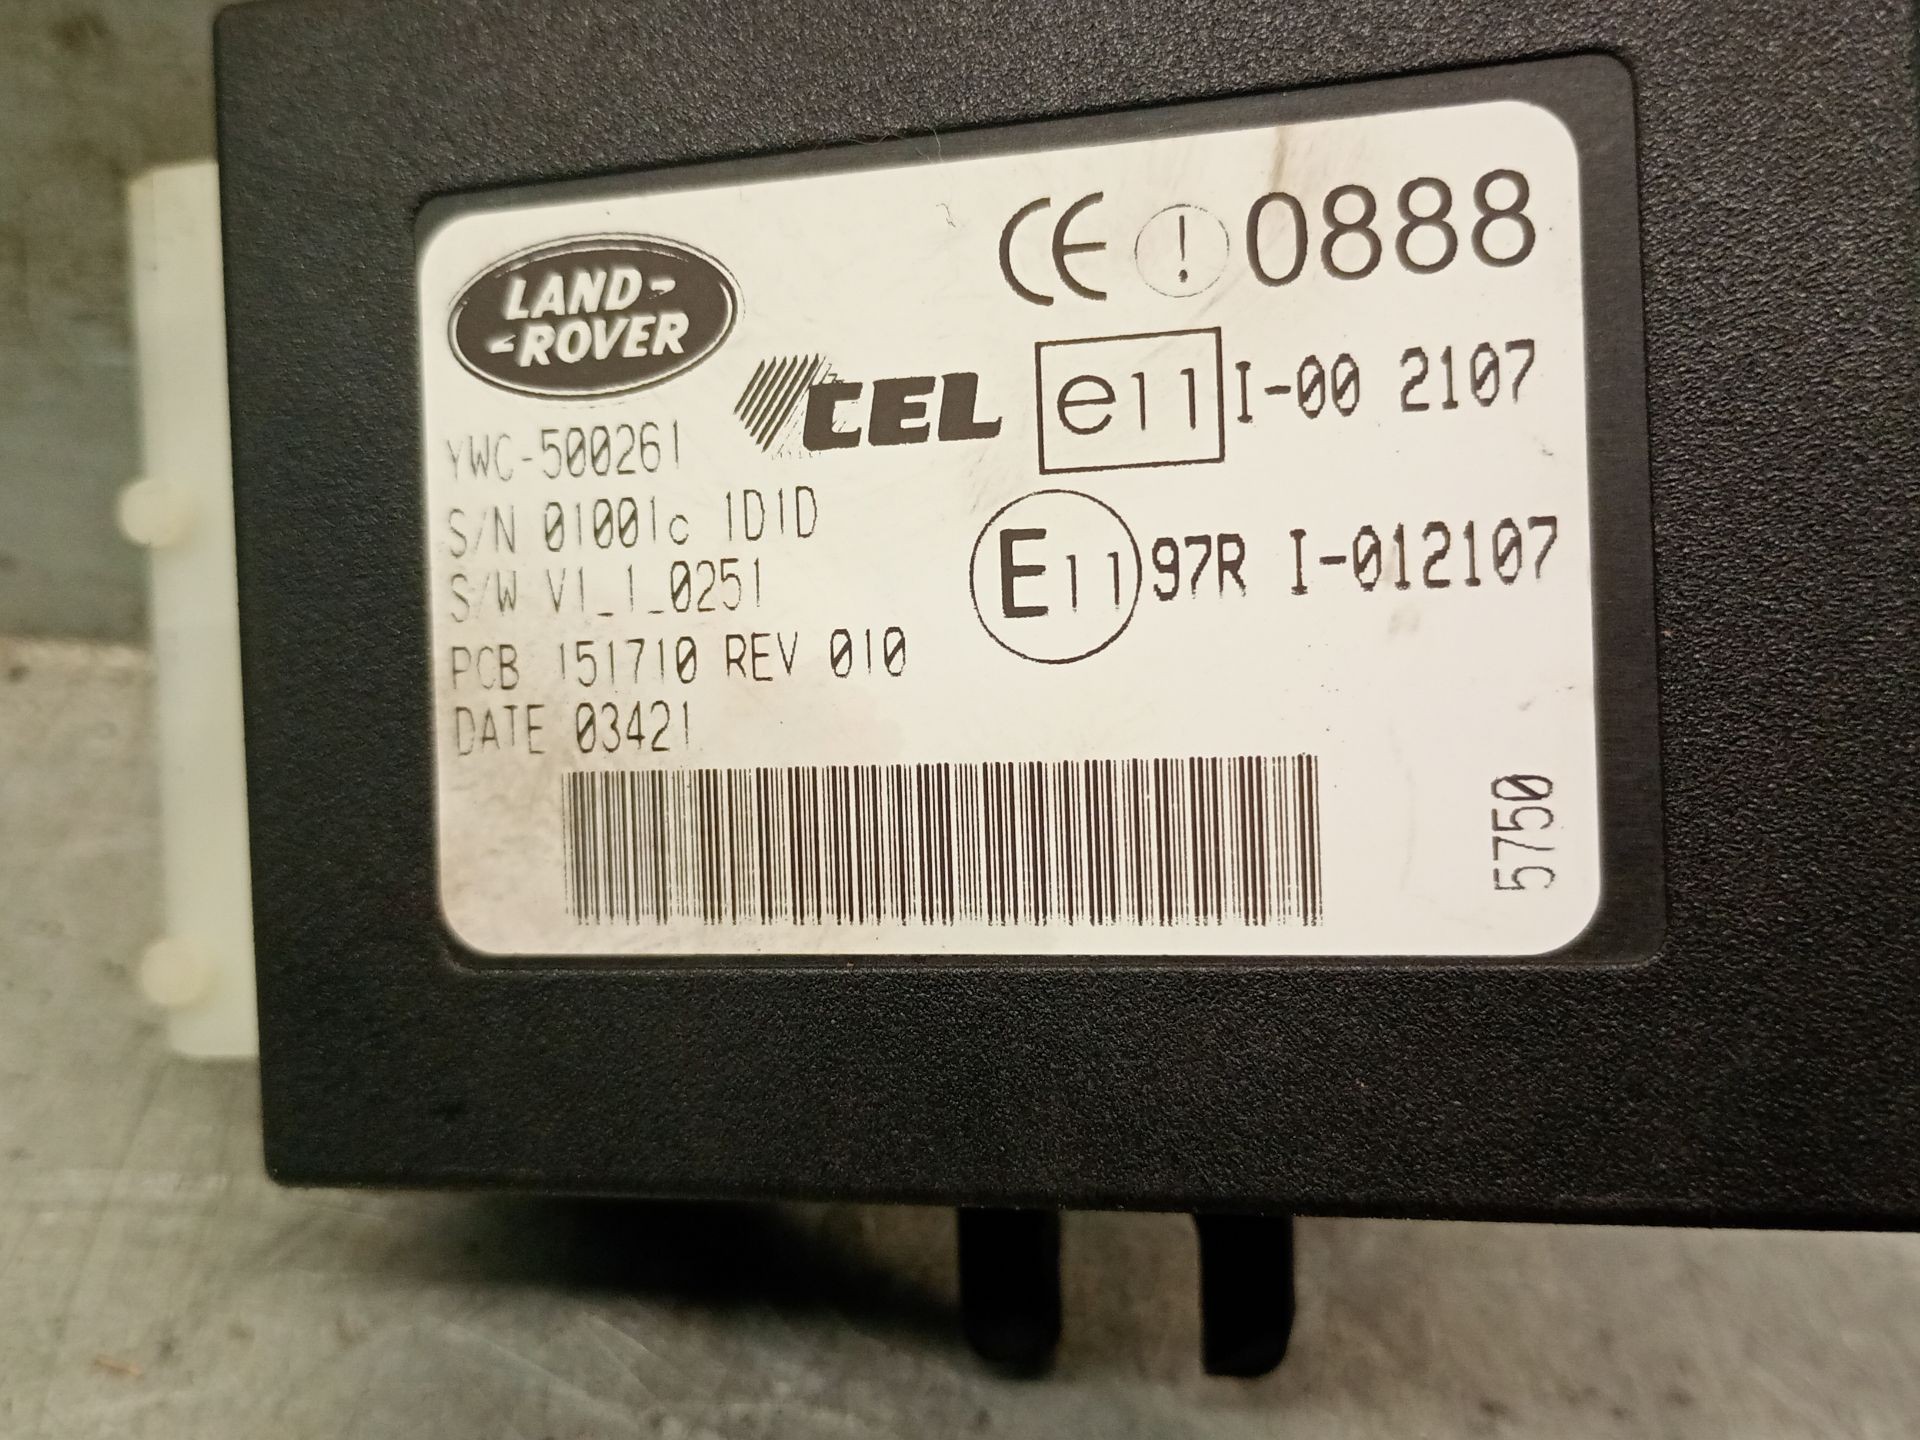 LAND-
-ROVER
CE ! 0888
TEL
e11 I-00 2107
YWC-500261
S/N 01001c 1D1D
E11 97R I-012107
S/W V1_1_0251
PCB 151710 REV 010
DATE 03421
5750